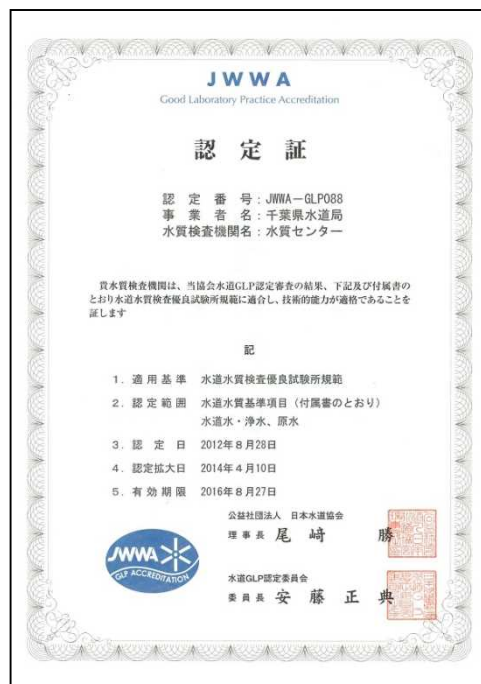 JWWA
Good Laboratory Practice Accreditation
認定証
認定番号：JWWA－GLP088
事業者名：千葉県水道局
水質検査機関名：水質センター
貴水質検査機関は、当協会水道GLP認定審査の結果、下記及び付属書の
とおり水道水質検査優良試験所規範に適合し、技術的能力が適格であることを
証します
記
1．適用基準　水道水質検査優良試験所規範
2．認定範囲　水道水質基準項目（付属書のとおり）
水道水・浄水、原水
3．認定日　2012年8月28日
4．認定拡大日　2014年4月10日
5．有効期限　2016年8月27日
公益社団法人　日本水道協会
理事長　尾﨑　勝
JWWA
GLP ACCREDITATION
水道GLP認定委員会
委員長　安藤正典